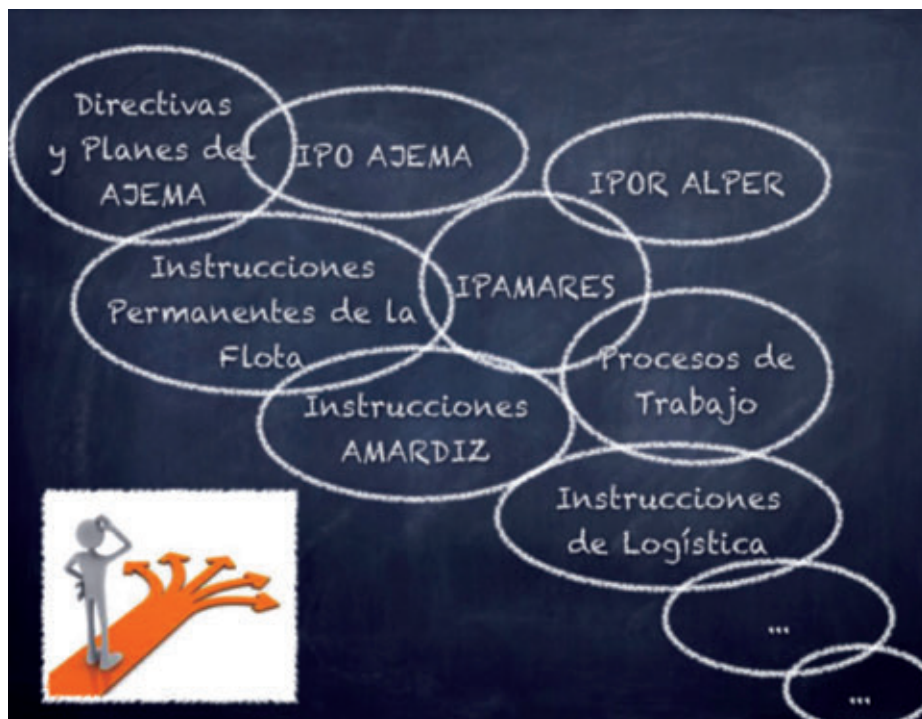 Directivas
y Planes del
AJEMA
IPO AJEMA
IPOR ALPER
Instrucciones
Permanentes de la
Flota
IPAMARES
Procesos de
Trabajo
Instrucciones
AMARDIZ
Instrucciones
de Logística
...
...